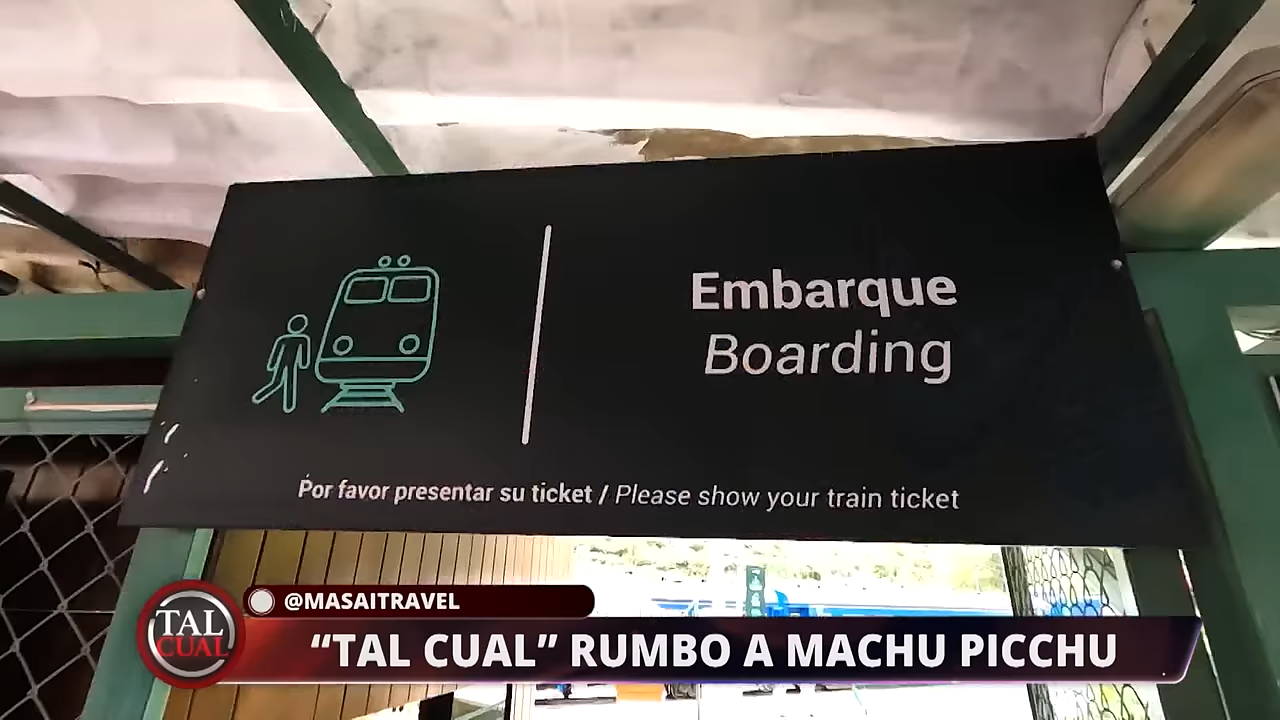 Embarque
Boarding
Por favor presentar su ticket / Please show your train ticket
@MASAITRAVEL
TAL
CUAL
“TAL CUAL” RUMBO A MACHU PICCHU